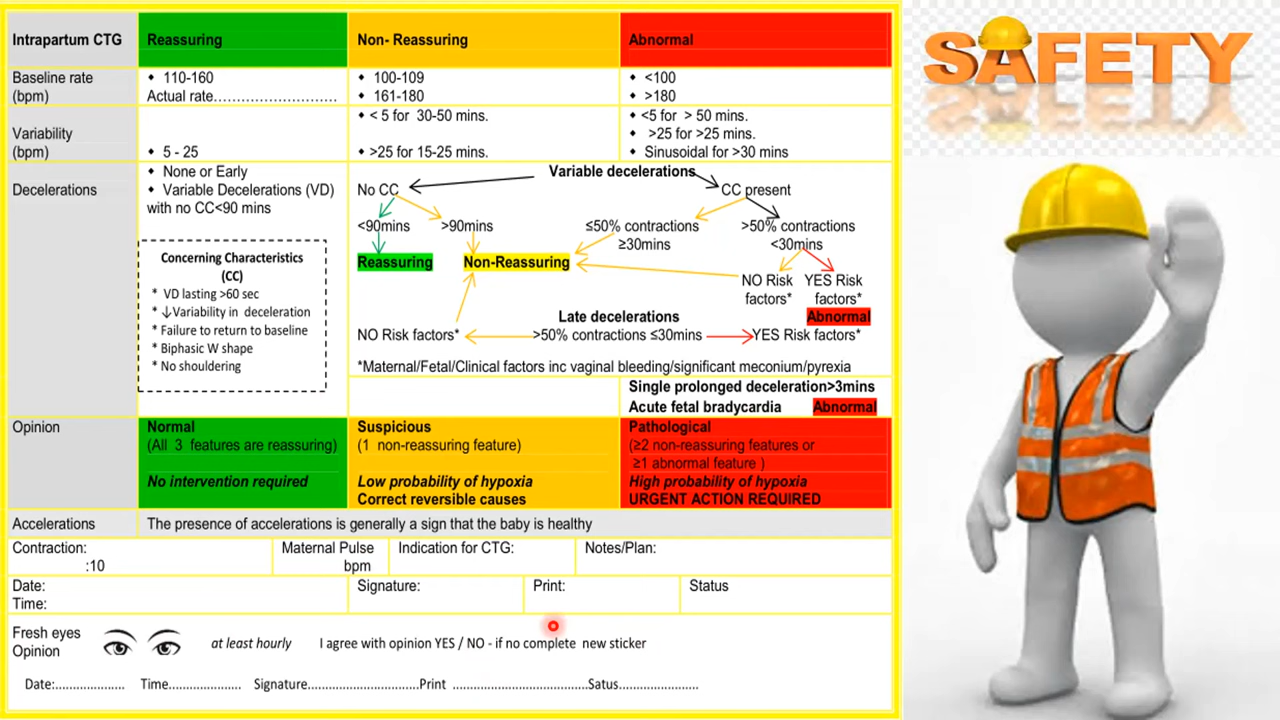 Intrapartum CTG
Reassuring
Non- Reassuring
Abnormal
SAFETY
Baseline rate
(bpm)
110-160
Actual rate..............................
100-109
161-180
<100
>180
Variability
(bpm)
5 - 25
< 5 for 30-50 mins.
>25 for 15-25 mins.
<5 for > 50 mins.
>25 for >25 mins.
Sinusoidal for >30 mins
Decelerations
None or Early
Variable Decelerations (VD)
with no CC<90 mins
Concerning Characteristics
(CC)
* VD lasting >60 sec
* ↓Variability in deceleration
* Failure to return to baseline
* Biphasic W shape
* No shouldering
Variable decelerations
No CC
CC present
<90mins
>90mins
≤50% contractions
≥30mins
>50% contractions
<30mins
Reassuring
Non-Reassuring
NO Risk
factors*
YES Risk
factors*
Abnormal
Late decelerations
NO Risk factors*
>50% contractions ≤30mins
YES Risk factors*
*Maternal/Fetal/Clinical factors inc vaginal bleeding/significant meconium/pyrexia
Single prolonged deceleration>3mins
Acute fetal bradycardia Abnormal
Opinion
Normal
(All 3 features are reassuring)
No intervention required
Suspicious
(1 non-reassuring feature)
Low probability of hypoxia
Correct reversible causes
Pathological
(≥2 non-reassuring features or
≥1 abnormal feature )
High probability of hypoxia
URGENT ACTION REQUIRED
Accelerations
The presence of accelerations is generally a sign that the baby is healthy
Contraction:
:10
Maternal Pulse
bpm
Indication for CTG:
Notes/Plan:
Date:
Time:
Signature:
Print:
Status
Fresh eyes
Opinion
at least hourly
I agree with opinion YES / NO - if no complete new sticker
Date:.................... Time..................... Signature................................Print .......................................Satus.......................